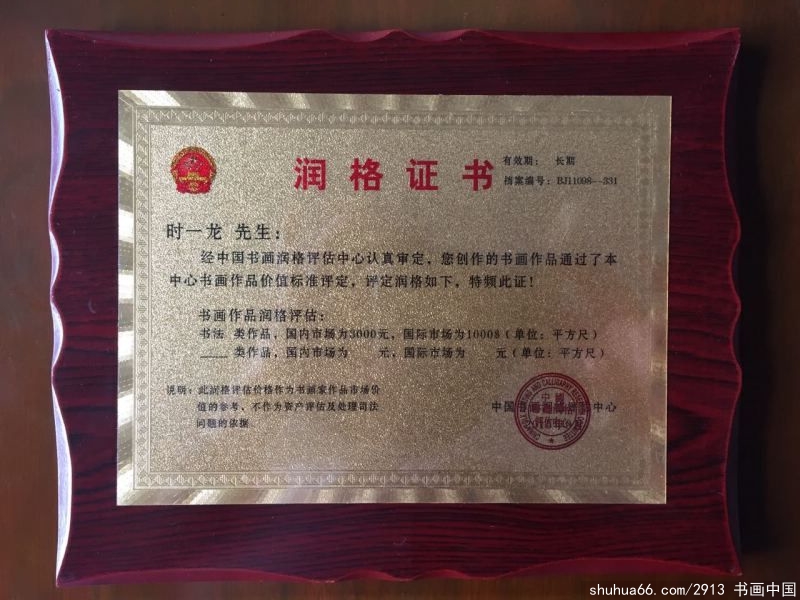 润格证书
有效期： 长期
档案编号：BJ11098--331
时一龙 先生：
经中国书画润格评估中心认真审定，您创作的书画作品通过了本
中心书画作品价值标准评定，评定润格如下，特颁此证！
书画作品润格评估：
书法 类作品，国内市场为3000元，国际市场为1000$（单位：平方尺）
____类作品，国内市场为 元，国际市场为 元（单位：平方尺）
说明：此润格评估价格作为书画家作品市场价
值的参考，不作为资产评估及处理司法
问题的依据。
中国书画润格评估中心
shuhua66.com/2913 书画中国